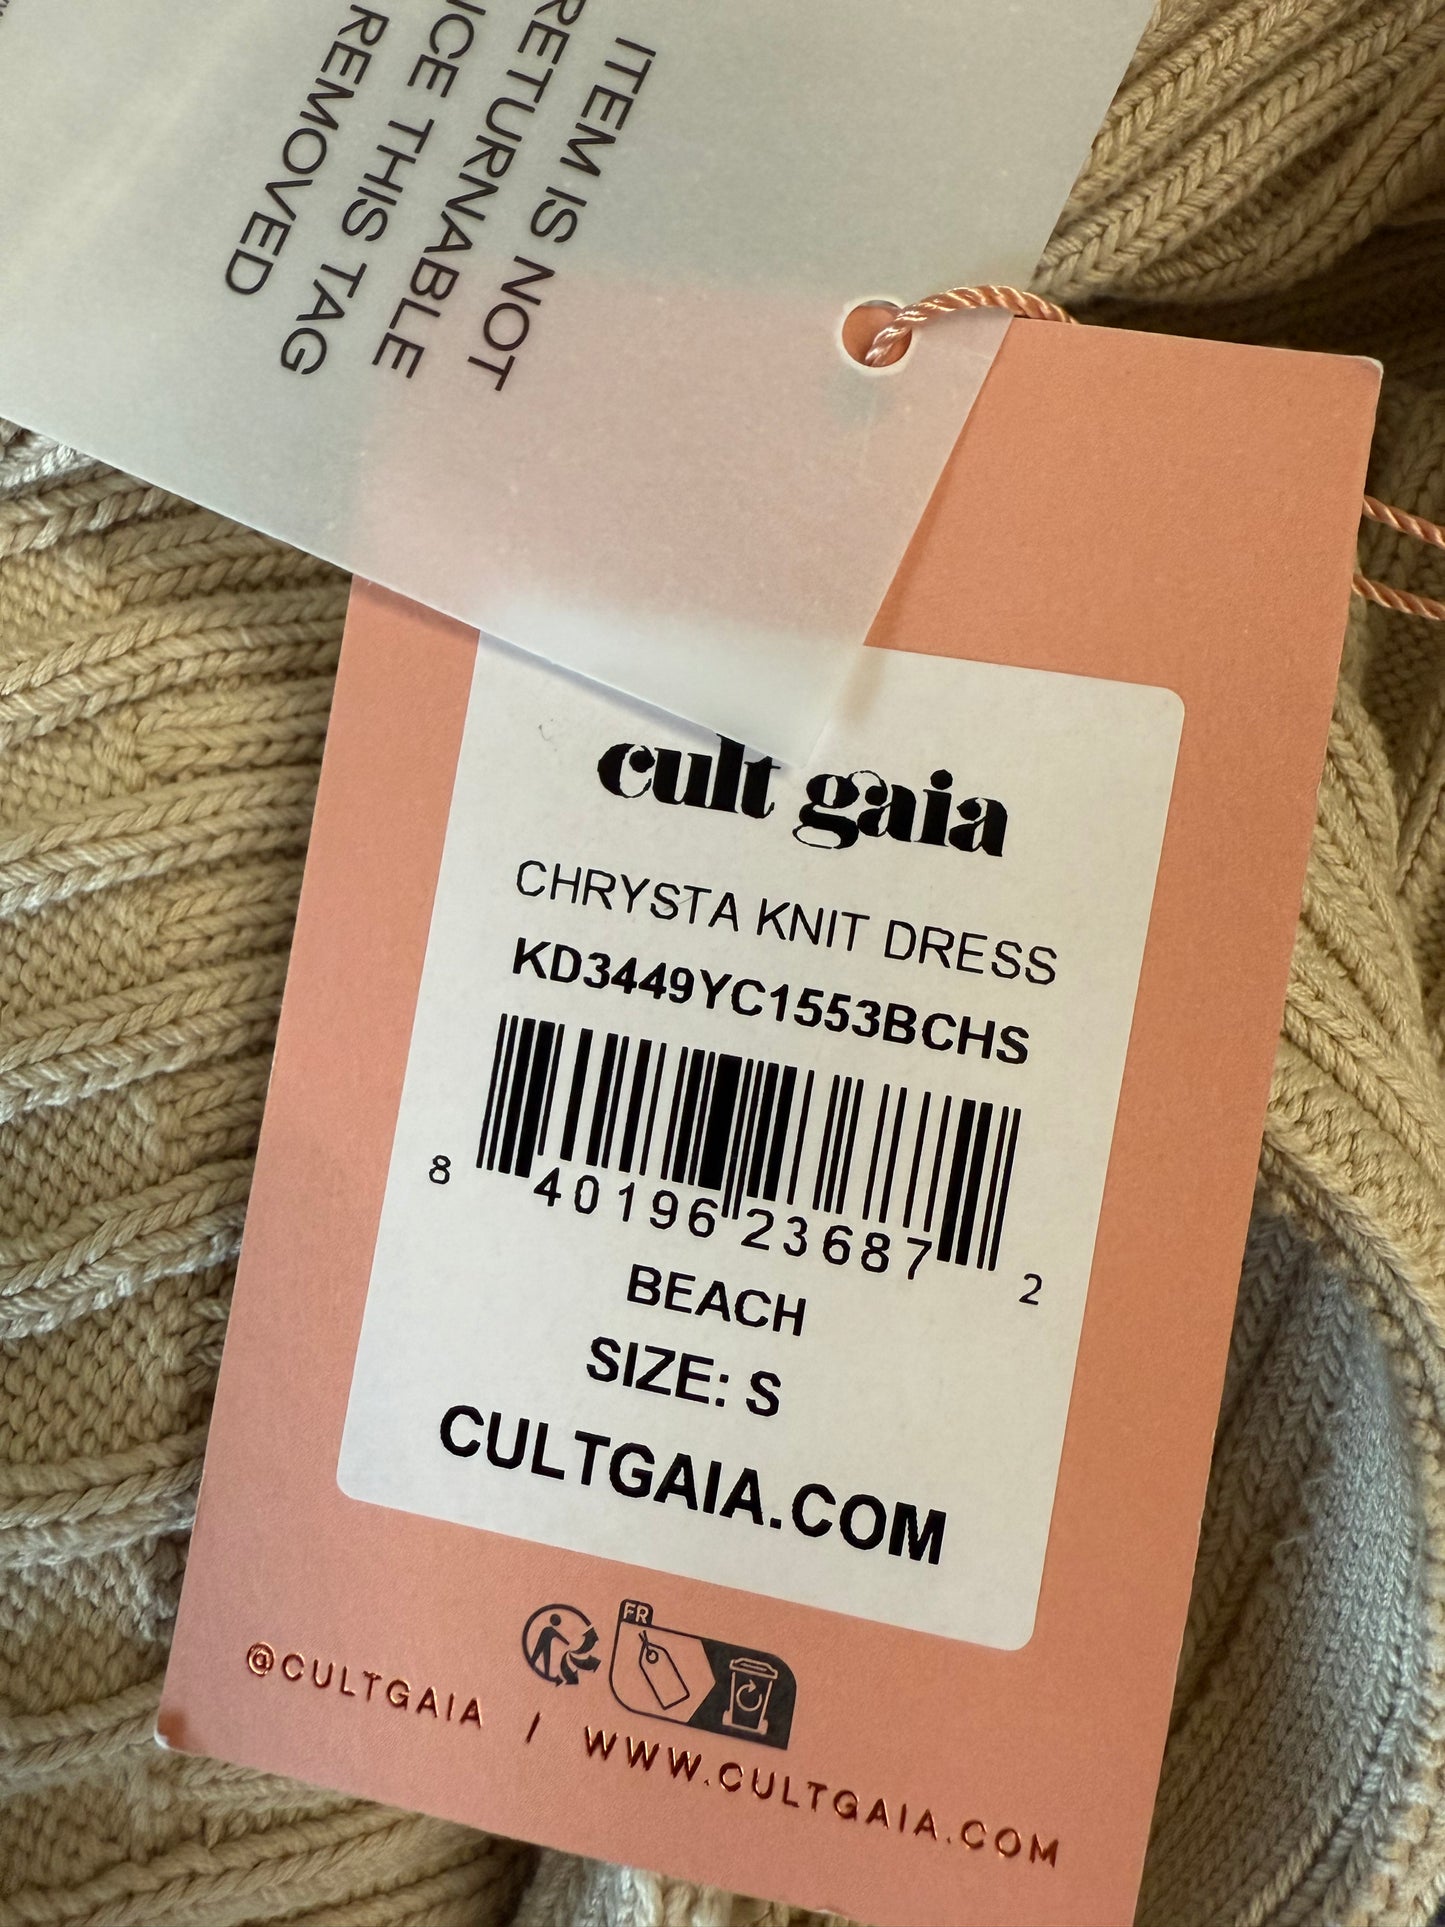 ITEM IS NOT
RETURNABLE
THIS TAG
REMOVED
cult gaia
CHRYSTA KNIT DRESS
KD3449YC1553BCHS
8 40196 23687 2
BEACH
SIZE: S
CULTGAIA.COM
FR
@CULTGAIA / WWW.CULTGAIA.COM